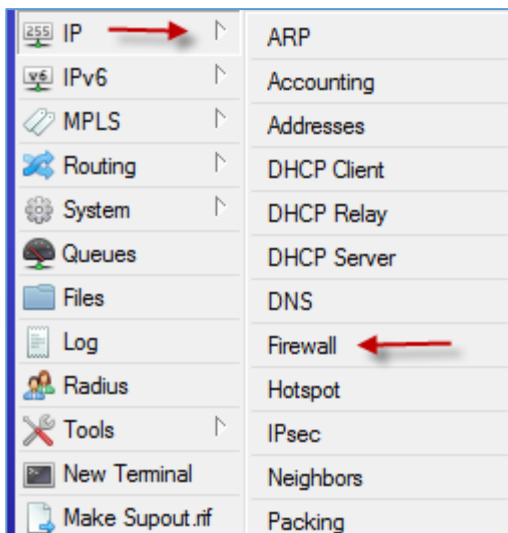 255 IP
v6 IPv6
MPLS
Routing
System
Queues
Files
Log
Radius
Tools
New Terminal
Make Supout.rif
ARP
Accounting
Addresses
DHCP Client
DHCP Relay
DHCP Server
DNS
Firewall
Hotspot
IPsec
Neighbors
Packing